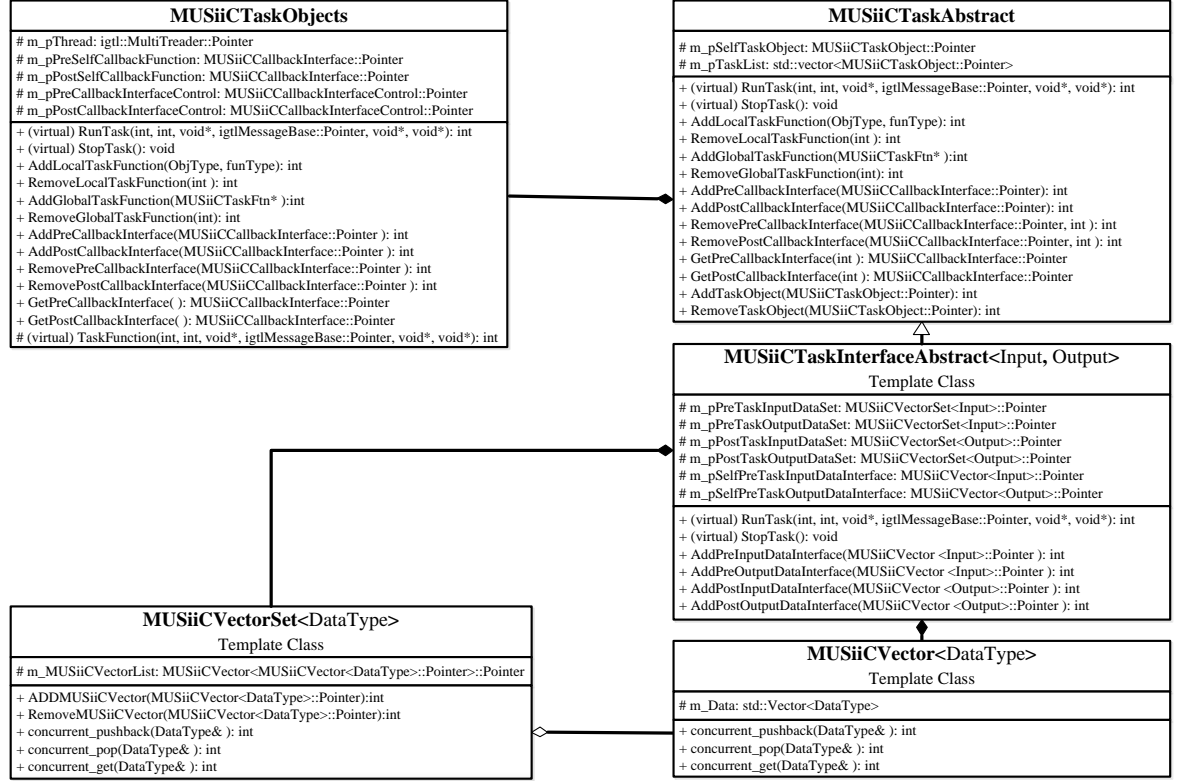 MUSiiCTaskObjects
# m_pThread: igtl::MultiTreader::Pointer
# m_pPreSelfCallbackFunction: MUSiiCCallbackInterface::Pointer
# m_pPostSelfCallbackFunction: MUSiiCCallbackInterface::Pointer
# m_pPreCallbackInterfaceControl: MUSiiCCallbackInterfaceControl::Pointer
# m_pPostCallbackInterfaceControl: MUSiiCCallbackInterfaceControl::Pointer
+ (virtual) RunTask(int, int, void*, igtlMessageBase::Pointer, void*, void*): int
+ (virtual) StopTask(): void
+ AddLocalTaskFunction(ObjType, funType): int
+ RemoveLocalTaskFunction(int ): int
+ AddGlobalTaskFunction(MUSiiCTaskFtn* ):int
+ RemoveGlobalTaskFunction(int): int
+ AddPreCallbackInterface(MUSiiCCallbackInterface::Pointer ): int
+ AddPostCallbackInterface(MUSiiCCallbackInterface::Pointer ): int
+ RemovePreCallbackInterface(MUSiiCCallbackInterface::Pointer ): int
+ RemovePostCallbackInterface(MUSiiCCallbackInterface::Pointer ): int
+ GetPreCallbackInterface( ): MUSiiCCallbackInterface::Pointer
+ GetPostCallbackInterface( ): MUSiiCCallbackInterface::Pointer
# (virtual) TaskFunction(int, int, void*, igtlMessageBase::Pointer, void*, void*): int
MUSiiCTaskAbstract
# m_pSelfTaskObject: MUSiiCTaskObject::Pointer
# m_pTaskList: std::vector<MUSiiCTaskObject::Pointer>
+ (virtual) RunTask(int, int, void*, igtlMessageBase::Pointer, void*, void*): int
+ (virtual) StopTask(): void
+ AddLocalTaskFunction(ObjType, funType): int
+ RemoveLocalTaskFunction(int ): int
+ AddGlobalTaskFunction(MUSiiCTaskFtn* ):int
+ RemoveGlobalTaskFunction(int): int
+ AddPreCallbackInterface(MUSiiCCallbackInterface::Pointer): int
+ AddPostCallbackInterface(MUSiiCCallbackInterface::Pointer): int
+ RemovePreCallbackInterface(MUSiiCCallbackInterface::Pointer, int ): int
+ RemovePostCallbackInterface(MUSiiCCallbackInterface::Pointer, int ): int
+ GetPreCallbackInterface(int ): MUSiiCCallbackInterface::Pointer
+ GetPostCallbackInterface(int ): MUSiiCCallbackInterface::Pointer
+ AddTaskObject(MUSiiCTaskObject::Pointer): int
+ RemoveTaskObject(MUSiiCTaskObject::Pointer): int
MUSiiCTaskInterfaceAbstract<Input, Output>
Template Class
# m_pPreTaskInputDataSet: MUSiiCVectorSet<Input>::Pointer
# m_pPreTaskOutputDataSet: MUSiiCVectorSet<Input>::Pointer
# m_pPostTaskInputDataSet: MUSiiCVectorSet<Output>::Pointer
# m_pPostTaskOutputDataSet: MUSiiCVectorSet<Output>::Pointer
# m_pSelfPreTaskInputDataInterface: MUSiiCVector<Input>::Pointer
# m_pSelfPreTaskOutputDataInterface: MUSiiCVector<Output>::Pointer
+ (virtual) RunTask(int, int, void*, igtlMessageBase::Pointer, void*, void*): int
+ (virtual) StopTask(): void
+ AddPreInputDataInterface(MUSiiCVector <Input>::Pointer ): int
+ AddPreOutputDataInterface(MUSiiCVector <Input>::Pointer ): int
+ AddPostInputDataInterface(MUSiiCVector <Output>::Pointer ): int
+ AddPostOutputDataInterface(MUSiiCVector <Output>::Pointer ): int
MUSiiCVectorSet<DataType>
Template Class
# m_MUSiiCVectorList: MUSiiCVector<MUSiiCVector<DataType>::Pointer>::Pointer
+ ADDMUSiiCVector(MUSiiCVector<DataType>::Pointer):int
+ RemoveMUSiiCVector(MUSiiCVector<DataType>::Pointer):int
+ concurrent_pushback(DataType& ): int
+ concurrent_pop(DataType& ): int
+ concurrent_get(DataType& ): int
MUSiiCVector<DataType>
Template Class
# m_Data: std::Vector<DataType>
+ concurrent_pushback(DataType& ): int
+ concurrent_pop(DataType& ): int
+ concurrent_get(DataType& ): int